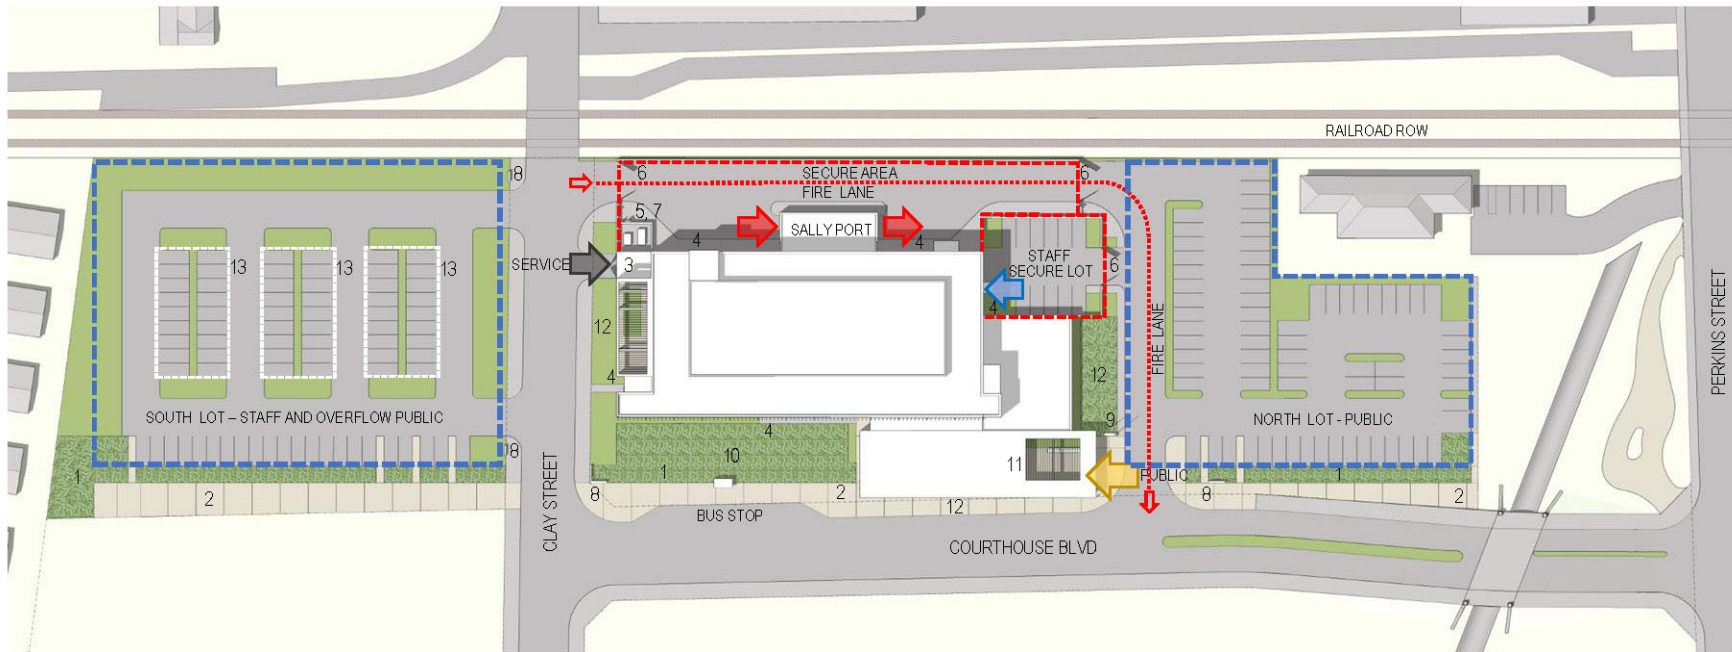 RAILROAD ROW
18
6
SECURE AREA
6
FIRE LANE
5, 7
4
SALLY PORT
4
13
13
13
SERVICE
3
STAFF
SECURE LOT
6
4
12
4
FIRE LANE
12
PERKINS STREET
SOUTH LOT – STAFF AND OVERFLOW PUBLIC
4
9
NORTH LOT - PUBLIC
18
10
11
1
1
PUBLIC
1
2
8
2
12
8
2
BUS STOP
CLAY STREET
COURTHOUSE BLVD